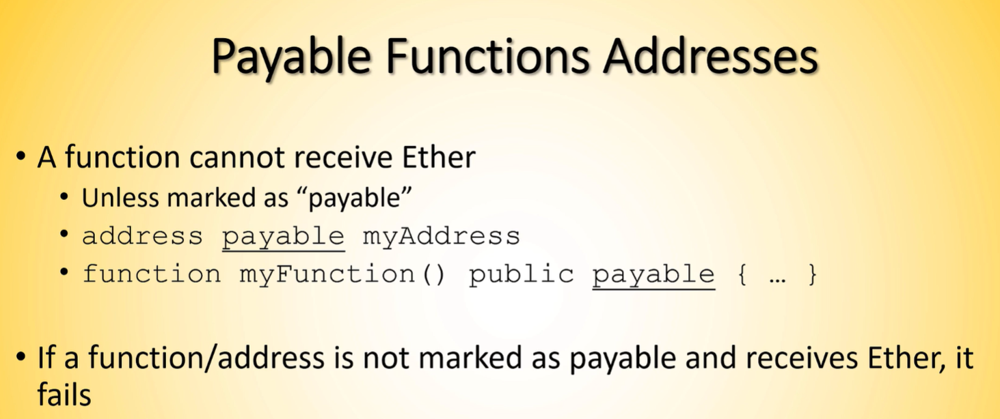 Payable Functions Addresses
• A function cannot receive Ether
• Unless marked as “payable”
• address payable myAddress
• function myFunction() public payable { … }
• If a function/address is not marked as payable and receives Ether, it
fails